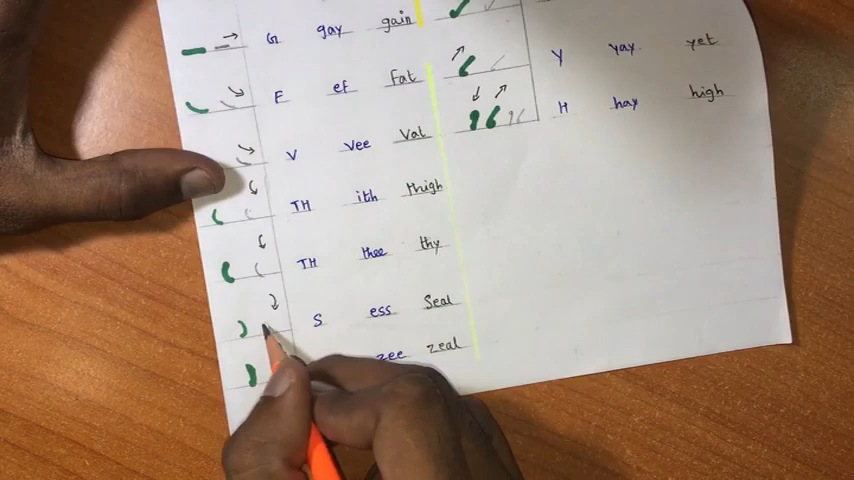 G gay gain
F ef Fat
V Vee Val
TH ith thigh
TH thee thy
S ess Seal
zee zeal
Y yay yet
H hay high